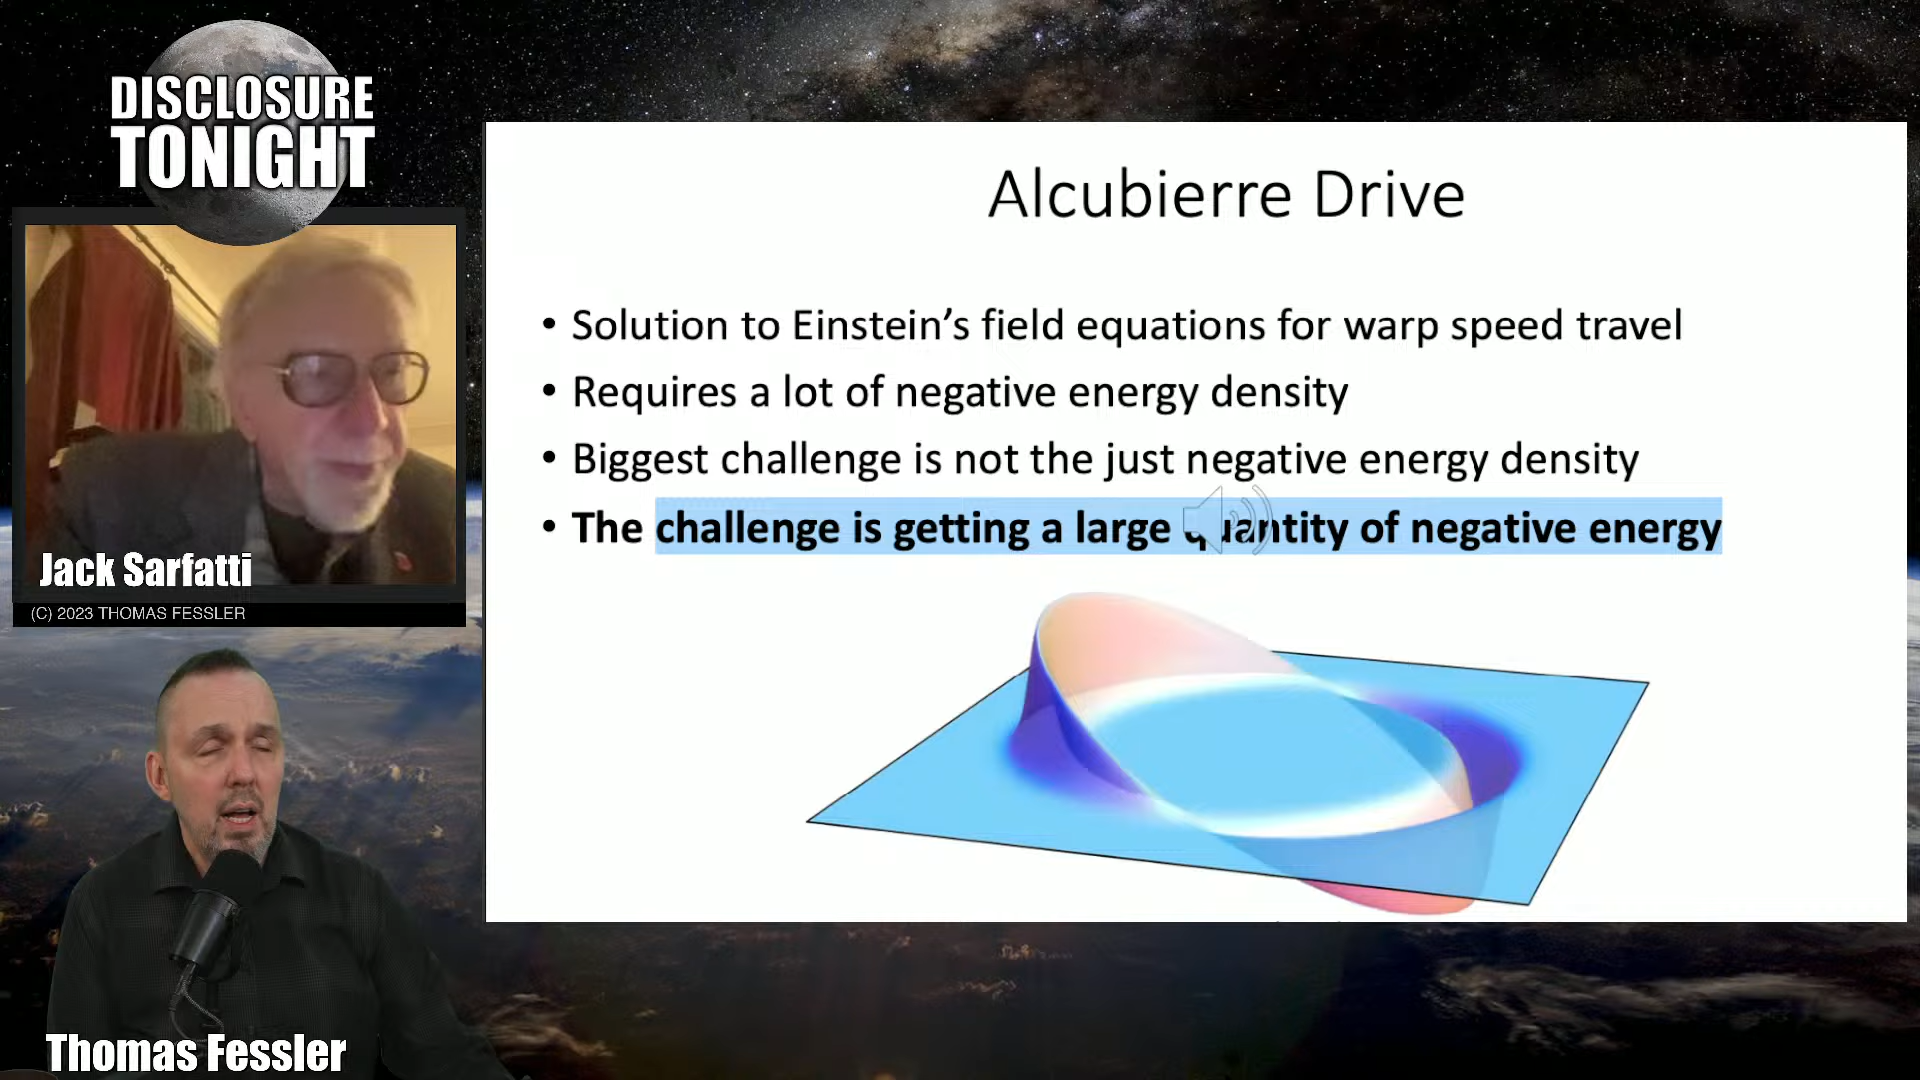 DISCLOSURE
TONIGHT
Jack Sarfatti
(C) 2023 THOMAS FESSLER
Thomas Fessler
Alcubierre Drive
• Solution to Einstein’s field equations for warp speed travel
• Requires a lot of negative energy density
• Biggest challenge is not the just negative energy density
• The challenge is getting a large quantity of negative energy